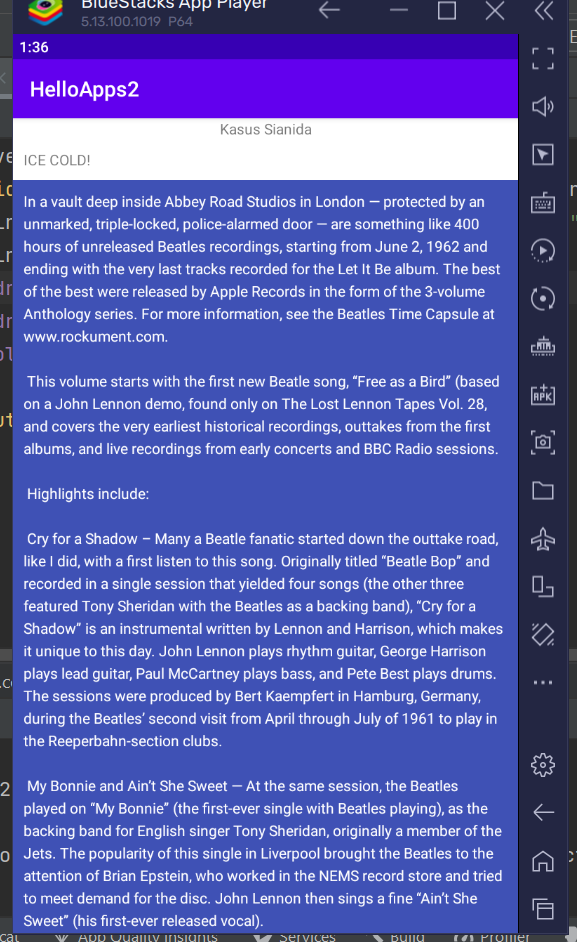 BlueStacks App Player
5.13.100.1019 P64
1:36
HelloApps2
Kasus Sianida
ICE COLD!
In a vault deep inside Abbey Road Studios in London — protected by an
unmarked, triple-locked, police-alarmed door — are something like 400
hours of unreleased Beatles recordings, starting from June 2, 1962 and
ending with the very last tracks recorded for the Let It Be album. The best
of the best were released by Apple Records in the form of the 3-volume
Anthology series. For more information, see the Beatles Time Capsule at
www.rockument.com.
This volume starts with the first new Beatle song, “Free as a Bird” (based
on a John Lennon demo, found only on The Lost Lennon Tapes Vol. 28,
and covers the very earliest historical recordings, outtakes from the first
albums, and live recordings from early concerts and BBC Radio sessions.
Highlights include:
Cry for a Shadow – Many a Beatle fanatic started down the outtake road,
like I did, with a first listen to this song. Originally titled “Beatle Bop” and
recorded in a single session that yielded four songs (the other three
featured Tony Sheridan with the Beatles as a backing band), “Cry for a
Shadow” is an instrumental written by Lennon and Harrison, which makes
it unique to this day. John Lennon plays rhythm guitar, George Harrison
plays lead guitar, Paul McCartney plays bass, and Pete Best plays drums.
The sessions were produced by Bert Kaempfert in Hamburg, Germany,
during the Beatles’ second visit from April through July of 1961 to play in
the Reeperbahn-section clubs.
My Bonnie and Ain’t She Sweet — At the same session, the Beatles
played on “My Bonnie” (the first-ever single with Beatles playing), as the
backing band for English singer Tony Sheridan, originally a member of the
Jets. The popularity of this single in Liverpool brought the Beatles to the
attention of Brian Epstein, who worked in the NEMS record store and tried
to meet demand for the disc. John Lennon then sings a fine “Ain’t She
Sweet” (his first-ever released vocal).
App Quality Insights Services Build Profiler